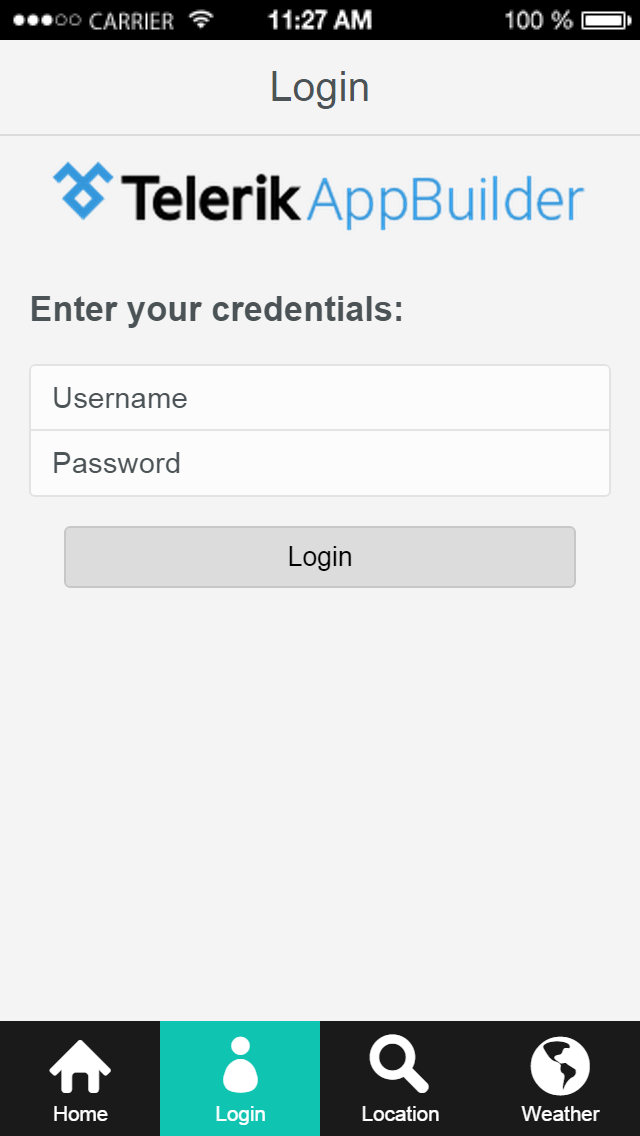 CARRIER 11:27 AM 100 %
Login
Telerik AppBuilder
Enter your credentials:
Username
Password
Login
Home Login Location Weather